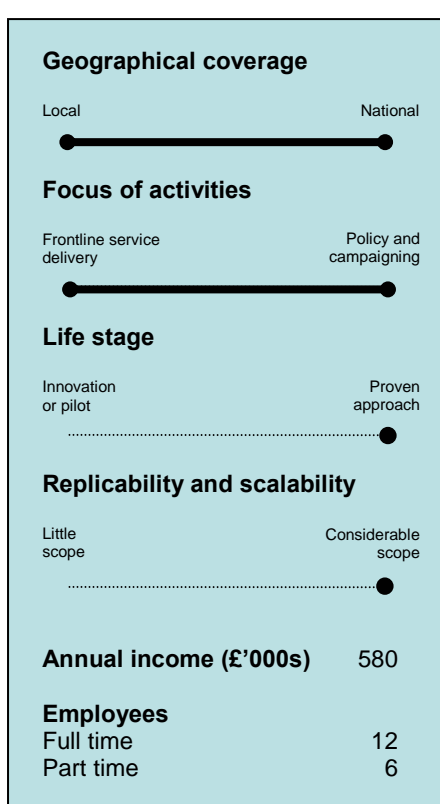 Geographical coverage
Local National
Focus of activities
Frontline service delivery Policy and campaigning
Life stage
Innovation or pilot Proven approach
Replicability and scalability
Little scope Considerable scope
Annual income (£’000s) 580
Employees
Full time 12
Part time 6